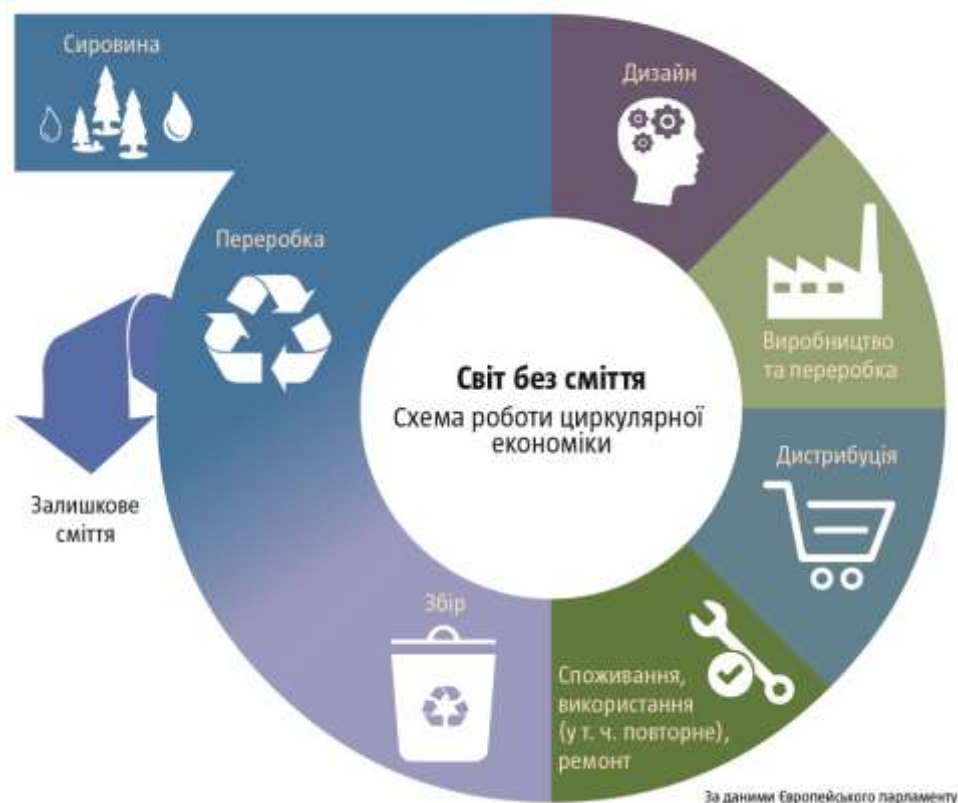 Сировина
Дизайн
Переробка
Виробництво
та переробка
Світ без сміття
Схема роботи циркулярної
економіки
Дистрибуція
Залишкове
сміття
Збір
Споживання,
використання
(у т. ч. повторне),
ремонт
За даними Європейського парламенту